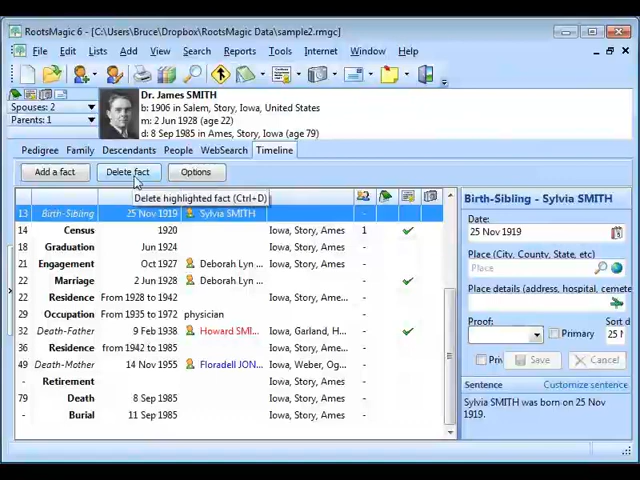 RootsMagic 6 - [C:\Users\Bruce\Dropbox\RootsMagic Data\sample2.rmgc]
File Edit Lists Add View Search Reports Tools Internet Window Help
Dr. James SMITH
Spouses: 2
b: 1906 in Salem, Story, Iowa, United States
Parents: 1
m: 2 Jun 1928 (age 22)
d: 8 Sep 1985 in Ames, Story (age 79)
Pedigree Family Descendants People WebSearch Timeline
Add a fact Delete fact Options
Delete highlighted fact (Ctrl+D)
13 Birth-Sibling 25 Nov 1919 Sylvia SMITH -
14 Census 1920 Iowa, Story, Ames 1
18 Graduation Jun 1924 Iowa, Story, Ames -
21 Engagement Oct 1927 Deborah Lyn ... Iowa, Story, Ames -
22 Marriage 2 Jun 1928 Deborah Lyn ... Iowa, Story, Ames -
22 Residence From 1928 to 1942 Iowa, Story, Ame... -
29 Occupation From 1935 to 1972 physician -
32 Death-Father 9 Feb 1938 Howard SMI... Iowa, Garland, H... -
36 Residence from 1942 to 1985 Iowa, Story, Ame... -
49 Death-Mother 14 Nov 1955 Floradell JON... Iowa, Weber, Og... -
- Retirement Iowa, Story, Ames -
79 Death 8 Sep 1985 Iowa, Story, Ames -
- Burial 11 Sep 1985 Iowa, Story, Ames -
Birth-Sibling - Sylvia SMITH
Date:
25 Nov 1919
Place (City, County, State, etc)
Place
Place details (address, hospital, cemete
Proof: Sort d
Primary 25 N
Pri Save Cancel
Sentence Customize sentence
Sylvia SMITH was born on 25 Nov
1919.